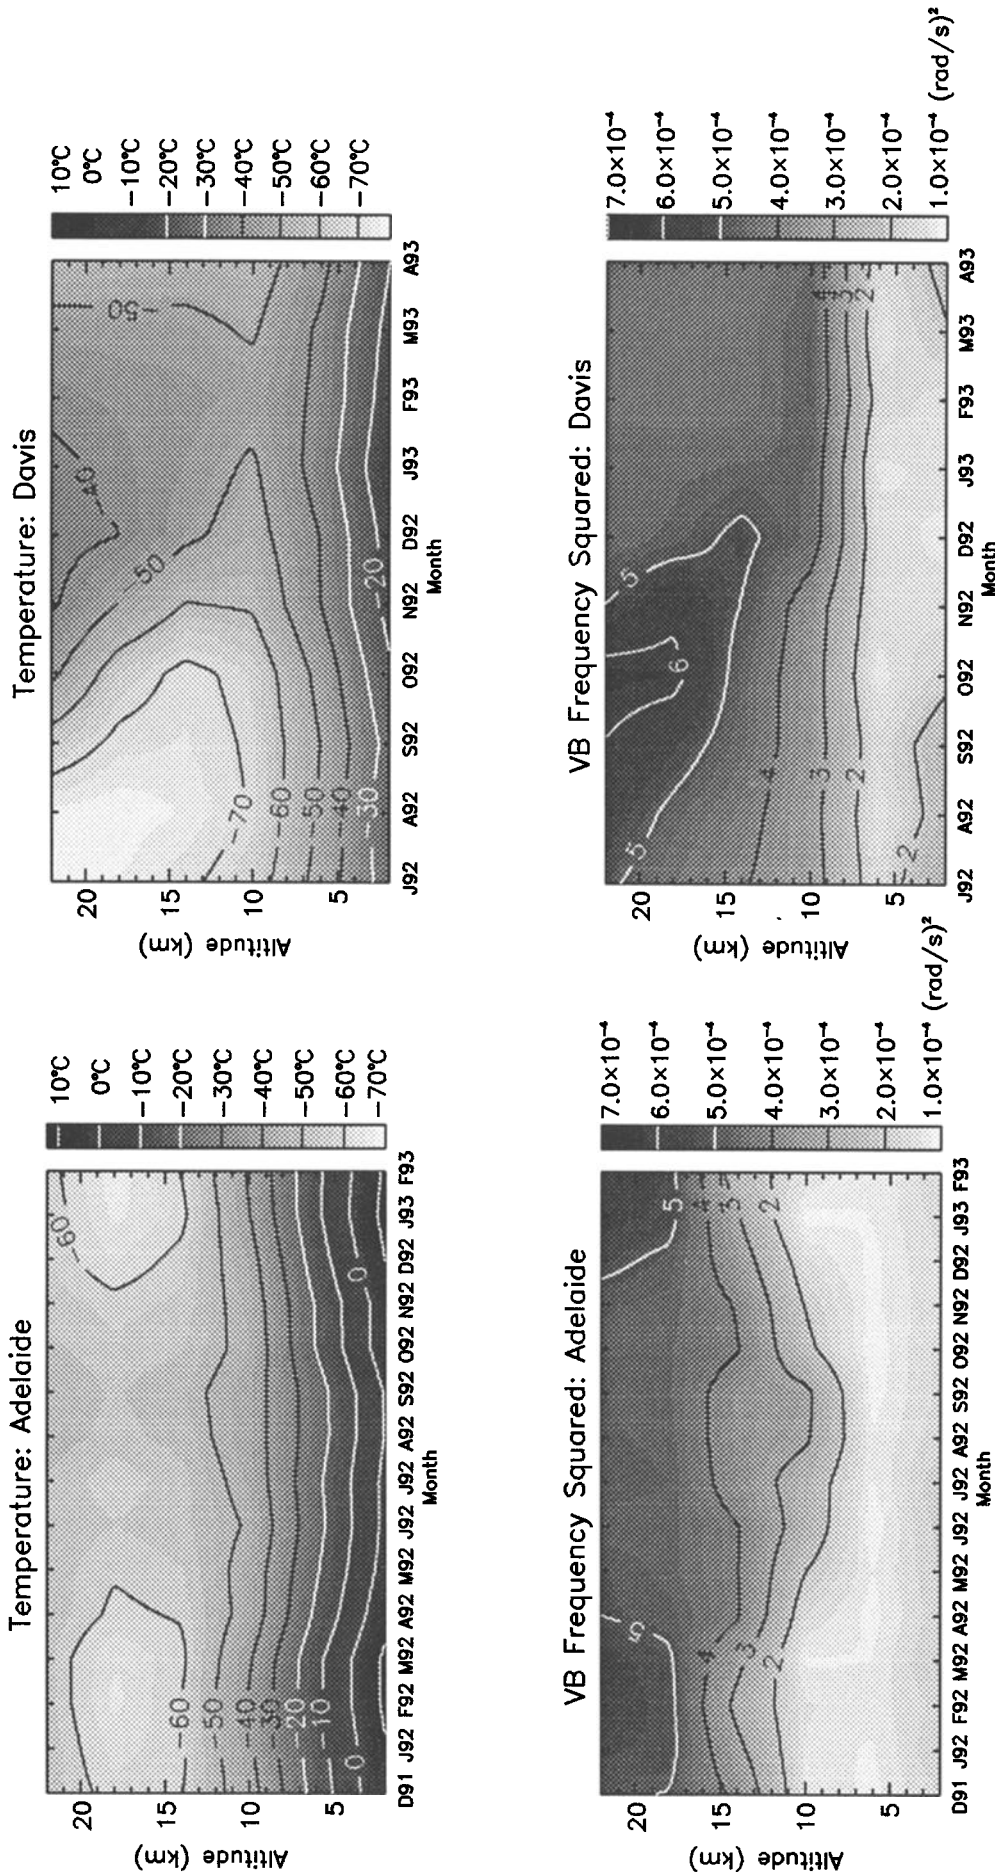 Temperature: Adelaide
Altitude (km)
20
15
10
5
-60
-50
-40
-30
-20
-10
0
-60
0
D91 J92 F92 M92 A92 M92 J92 J92 A92 S92 O92 N92 D92 J93 F93
Month
10°C
0°C
-10°C
-20°C
-30°C
-40°C
-50°C
-60°C
-70°C
Temperature: Davis
Altitude (km)
20
15
10
5
-70
-60
-50
-40
-30
-50
-40
-20
-50
J92 A92 S92 O92 N92 D92 J93 F93 M93 A93
Month
10°C
0°C
-10°C
-20°C
-30°C
-40°C
-50°C
-60°C
-70°C
VB Frequency Squared: Adelaide
Altitude (km)
20
15
10
5
5
4
3
2
5
4
3
2
D91 J92 F92 M92 A92 M92 J92 J92 A92 S92 O92 N92 D92 J93 F93
Month
7.0×10⁻⁴
6.0×10⁻⁴
5.0×10⁻⁴
4.0×10⁻⁴
3.0×10⁻⁴
2.0×10⁻⁴
1.0×10⁻⁴ (rad/s)²
VB Frequency Squared: Davis
Altitude (km)
20
15
10
5
5
4
3
2
2
6
5
4
3
2
J92 A92 S92 O92 N92 D92 J93 F93 M93 A93
Month
7.0×10⁻⁴
6.0×10⁻⁴
5.0×10⁻⁴
4.0×10⁻⁴
3.0×10⁻⁴
2.0×10⁻⁴
1.0×10⁻⁴ (rad/s)²